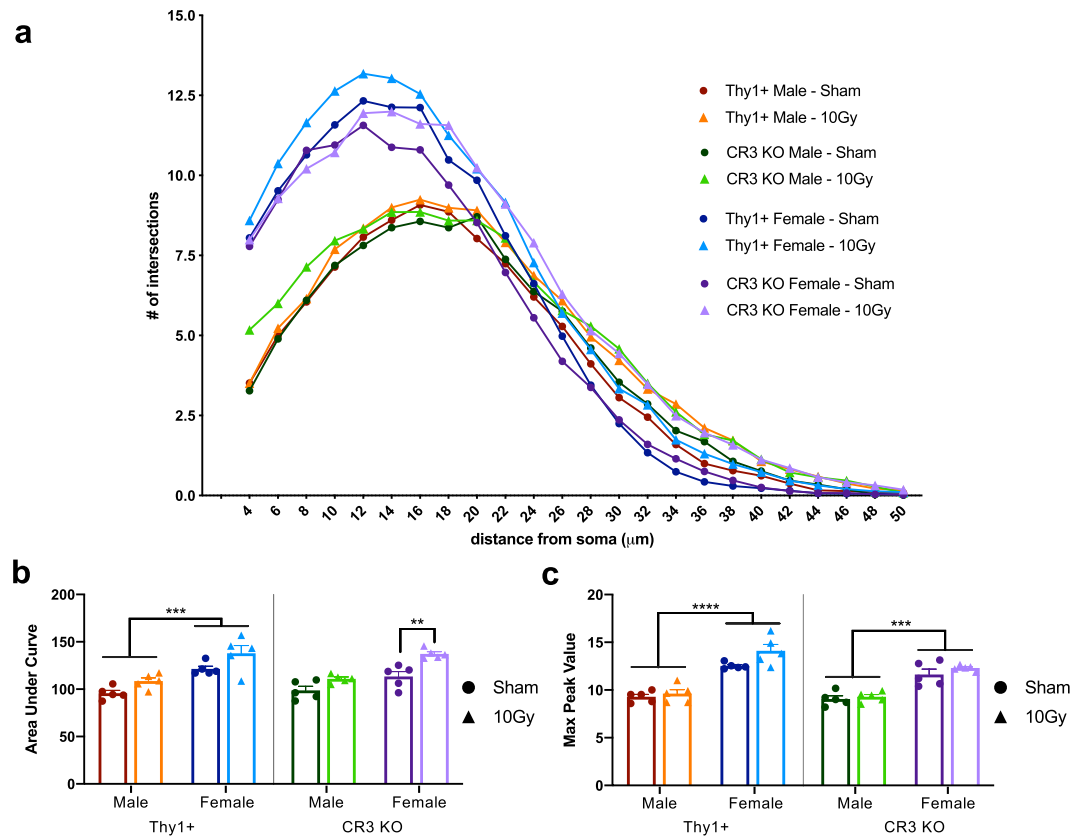 a
15.0
12.5
10.0
7.5
5.0
2.5
0.0
# of intersections
4 6 8 10 12 14 16 18 20 22 24 26 28 30 32 34 36 38 40 42 44 46 48 50
distance from soma (μm)
Thy1+ Male - Sham
Thy1+ Male - 10Gy
CR3 KO Male - Sham
CR3 KO Male - 10Gy
Thy1+ Female - Sham
Thy1+ Female - 10Gy
CR3 KO Female - Sham
CR3 KO Female - 10Gy
b
200
150
100
50
0
Area Under Curve
***
**
Male Female Male Female
Thy1+ CR3 KO
Sham
10Gy
c
20
15
10
5
0
Max Peak Value
****
***
Male Female Male Female
Thy1+ CR3 KO
Sham
10Gy